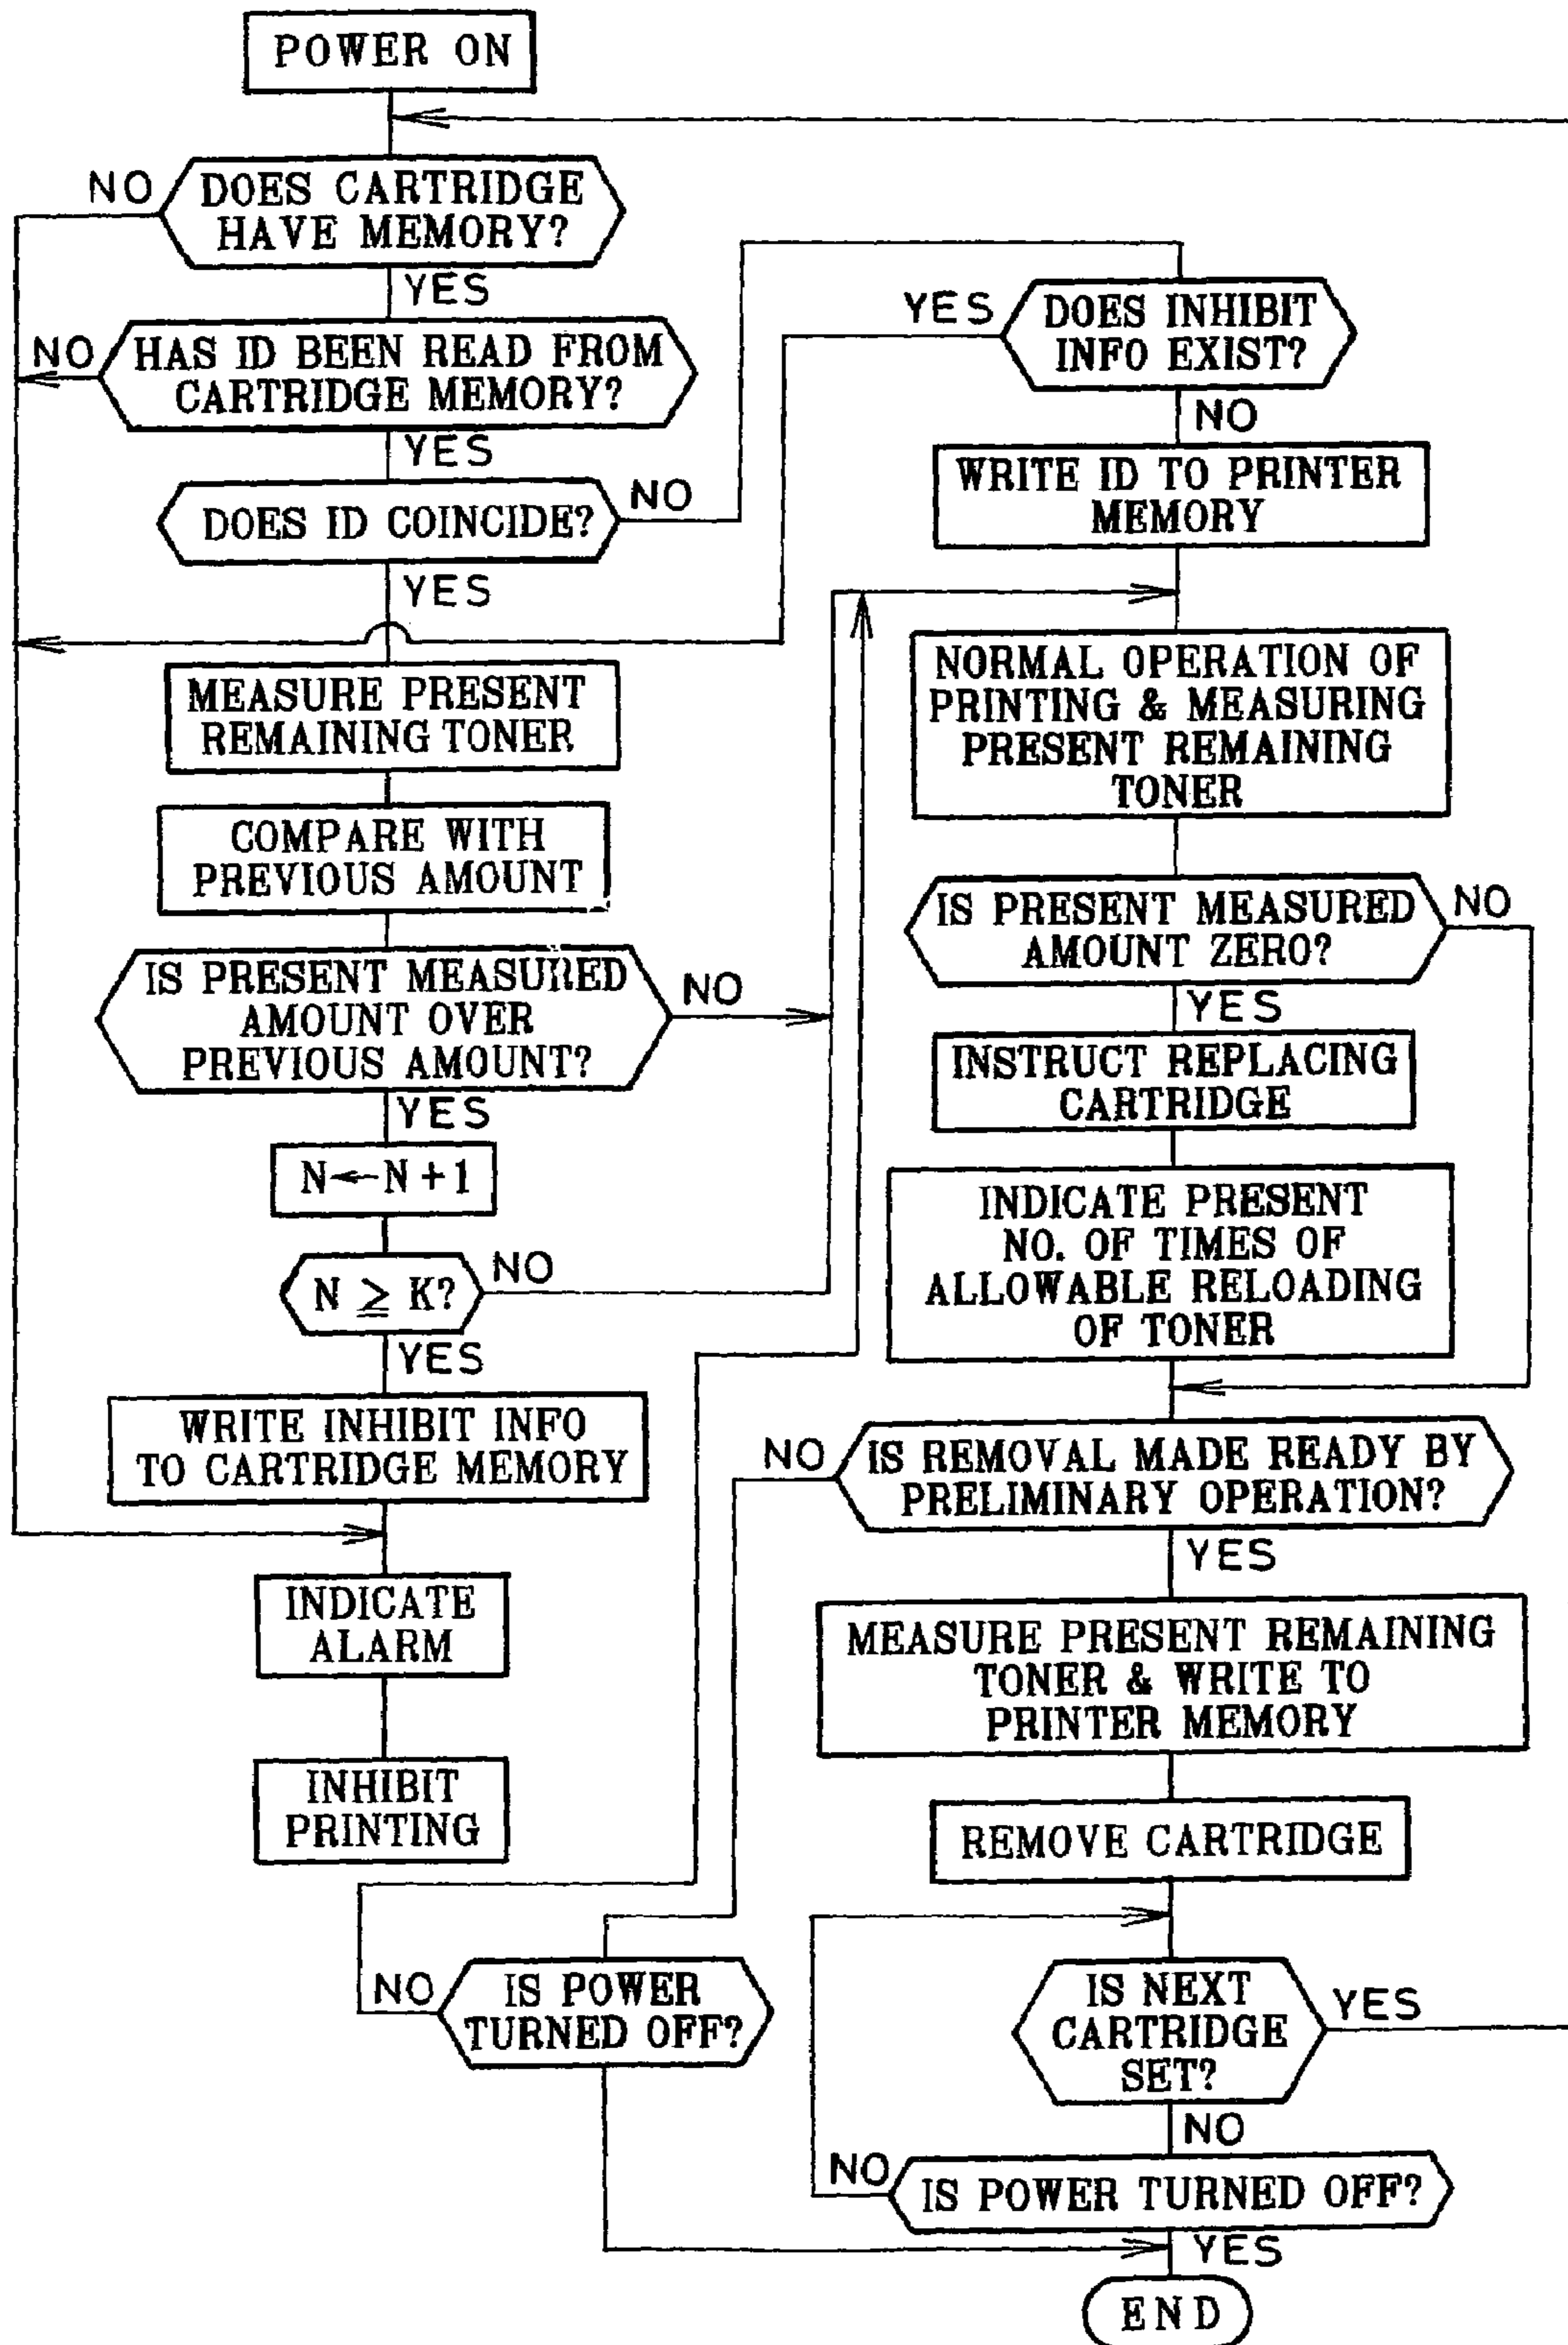 POWER ON
NO
DOES CARTRIDGE
HAVE MEMORY?
YES
NO
HAS ID BEEN READ FROM
CARTRIDGE MEMORY?
YES
DOES ID COINCIDE?
NO
YES
MEASURE PRESENT
REMAINING TONER
COMPARE WITH
PREVIOUS AMOUNT
IS PRESENT MEASURED
AMOUNT OVER
PREVIOUS AMOUNT?
NO
YES
N←N+1
N ≧ K?
NO
YES
WRITE INHIBIT INFO
TO CARTRIDGE MEMORY
INDICATE
ALARM
INHIBIT
PRINTING
YES
DOES INHIBIT
INFO EXIST?
NO
WRITE ID TO PRINTER
MEMORY
NORMAL OPERATION OF
PRINTING & MEASURING
PRESENT REMAINING
TONER
IS PRESENT MEASURED
AMOUNT ZERO?
NO
YES
INSTRUCT REPLACING
CARTRIDGE
INDICATE PRESENT
NO. OF TIMES OF
ALLOWABLE RELOADING
OF TONER
NO
IS REMOVAL MADE READY BY
PRELIMINARY OPERATION?
YES
MEASURE PRESENT REMAINING
TONER & WRITE TO
PRINTER MEMORY
REMOVE CARTRIDGE
NO
IS POWER
TURNED OFF?
IS NEXT
CARTRIDGE
SET?
YES
NO
NO
IS POWER TURNED OFF?
YES
END